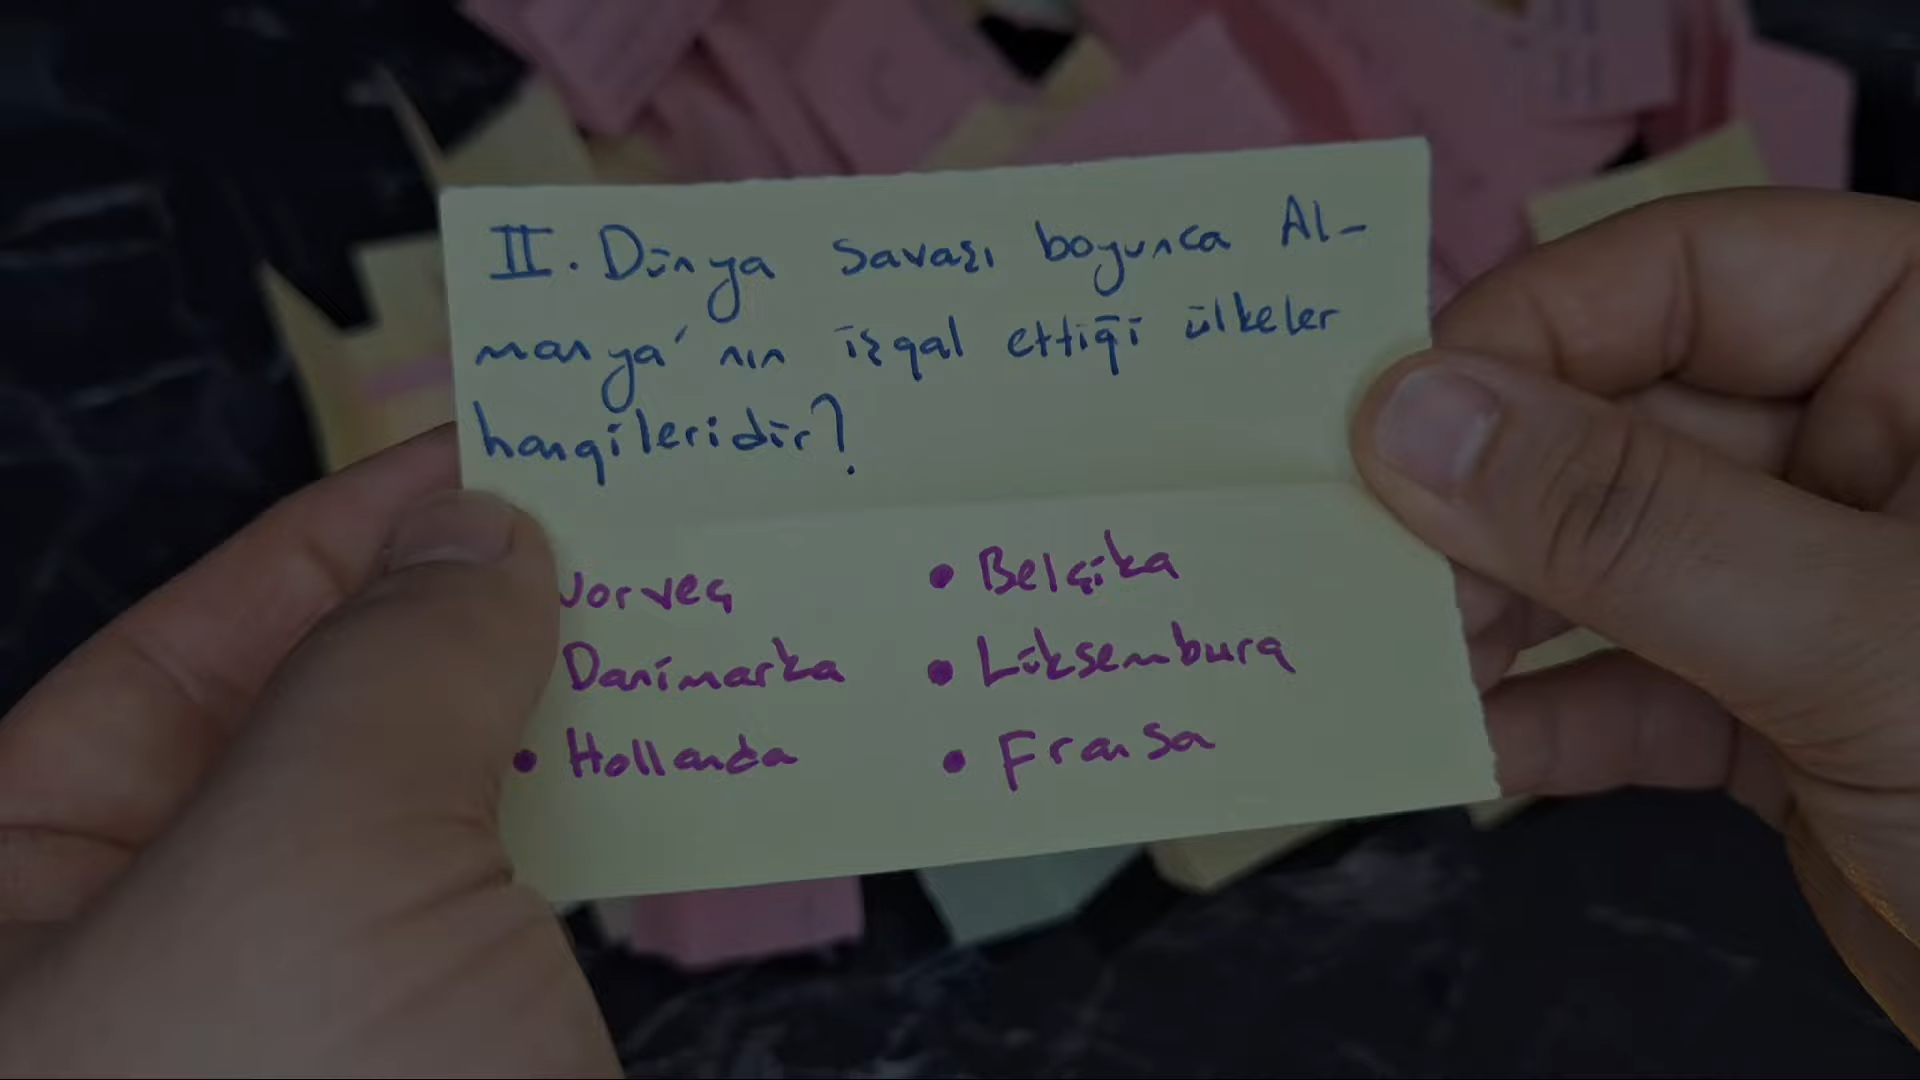 II. Dünya savaşı boyunca Al-
manya'nın işgal ettiği ülkeler
hangileridir?
Norveç
• Belçika
Danimarka
• Lüksemburg
• Hollanda
• Fransa